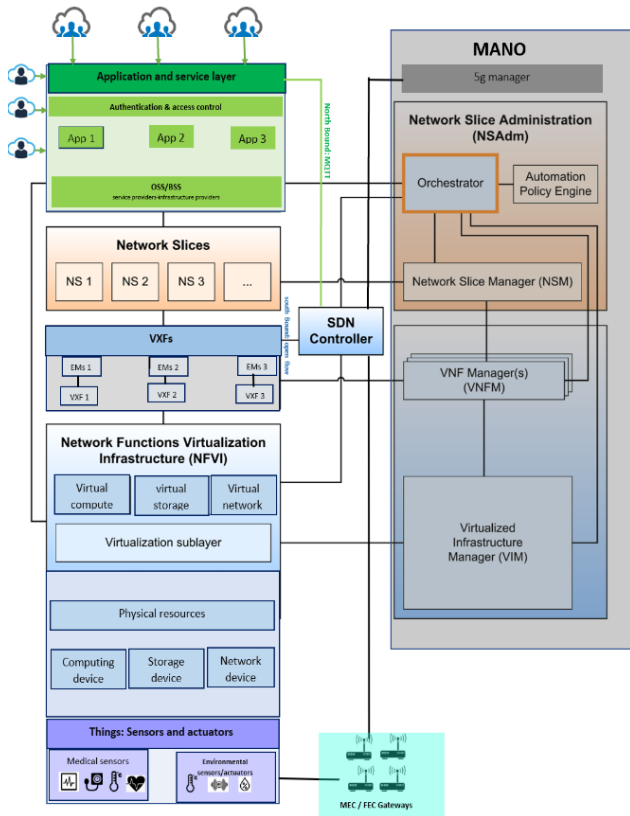 Application and service layer
Authentication & access control
App 1
App 2
App 3
OSS/BSS
service providers-infrastructure providers
North Bound: MQTT
Network Slices
NS 1
NS 2
NS 3
...
VXFs
EMs 1
EMs 2
EMs 3
VXF 1
VXF 2
VXF 3
south Bound: open flow
SDN
Controller
Network Functions Virtualization
Infrastructure (NFVI)
Virtual
compute
virtual
storage
Virtual
network
Virtualization sublayer
Physical resources
Computing
device
Storage
device
Network
device
Things: Sensors and actuators
Medical sensors
Environmental
sensors/actuators
MEC / FEC Gateways
MANO
5g manager
Network Slice Administration
(NSAdm)
Orchestrator
Automation
Policy Engine
Network Slice Manager (NSM)
VNF Manager(s)
(VNFM)
Virtualized
Infrastructure
Manager (VIM)